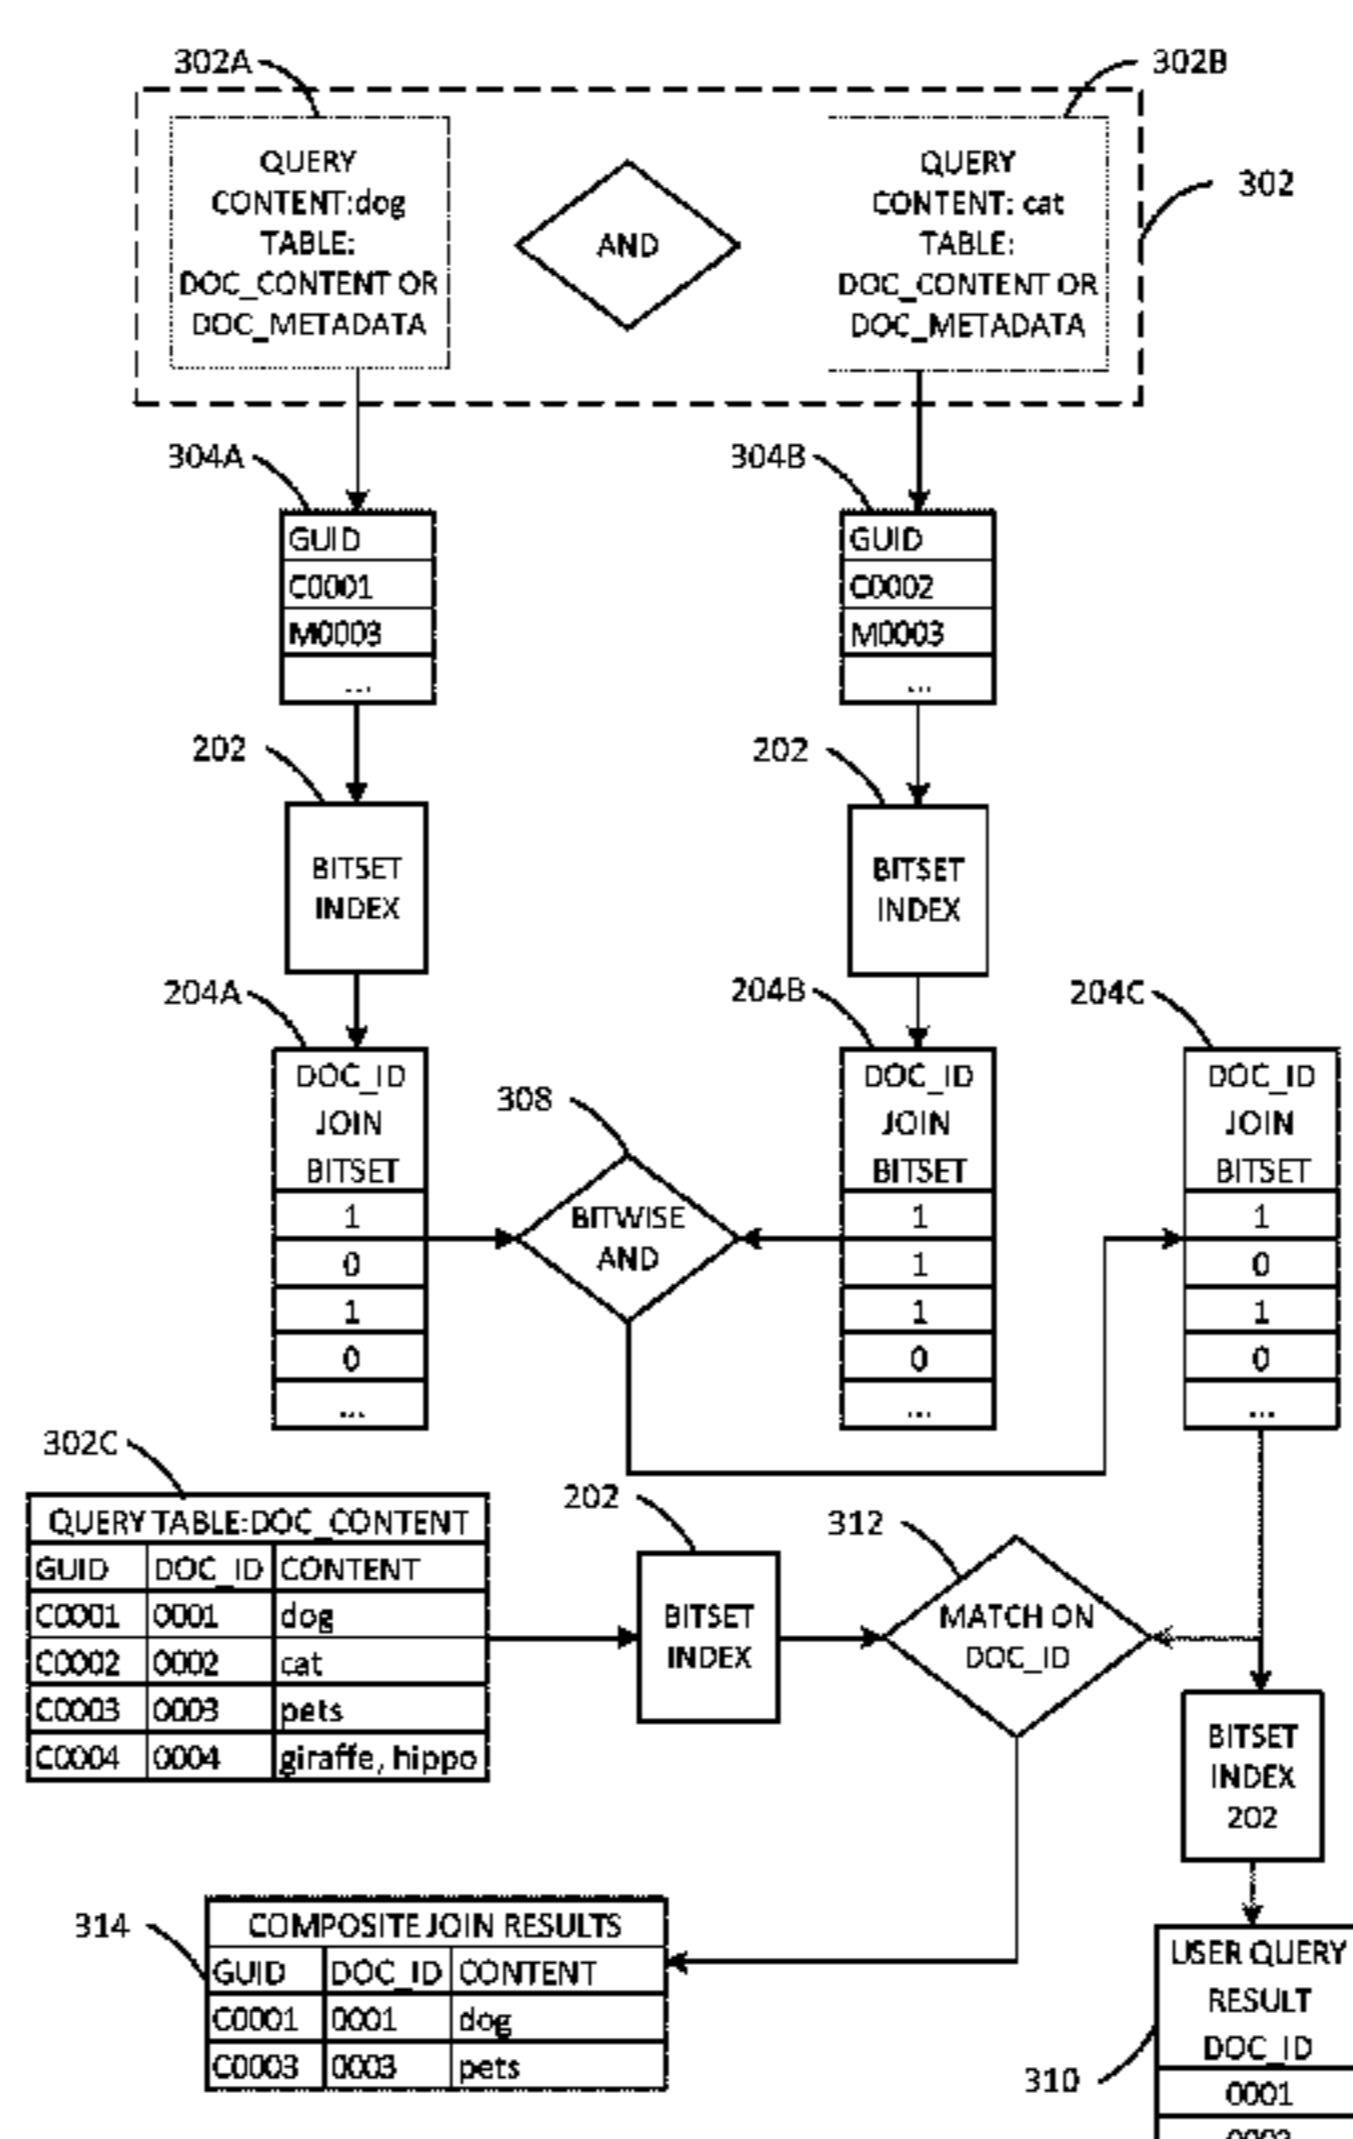 302A
302B
QUERY
CONTENT:dog
TABLE:
DOC_CONTENT OR
DOC_METADATA
AND
QUERY
CONTENT: cat
TABLE:
DOC_CONTENT OR
DOC_METADATA
302
304A
GUID
C0001
M0003
...
304B
GUID
C0002
M0003
...
202
BITSET
INDEX
202
BITSET
INDEX
204A
DOC_ID
JOIN
BITSET
1
0
1
0
...
308
BITWISE
AND
204B
DOC_ID
JOIN
BITSET
1
1
1
0
...
204C
DOC_ID
JOIN
BITSET
1
0
1
0
...
302C
QUERY TABLE:DOC_CONTENT
GUID DOC_ID CONTENT
C0001 0001 dog
C0002 0002 cat
C0003 0003 pets
C0004 0004 giraffe, hippo
202
BITSET
INDEX
312
MATCH ON
DOC_ID
BITSET
INDEX
202
314
COMPOSITE JOIN RESULTS
GUID DOC_ID CONTENT
C0001 0001 dog
C0003 0003 pets
310
USER QUERY
RESULT
DOC_ID
0001